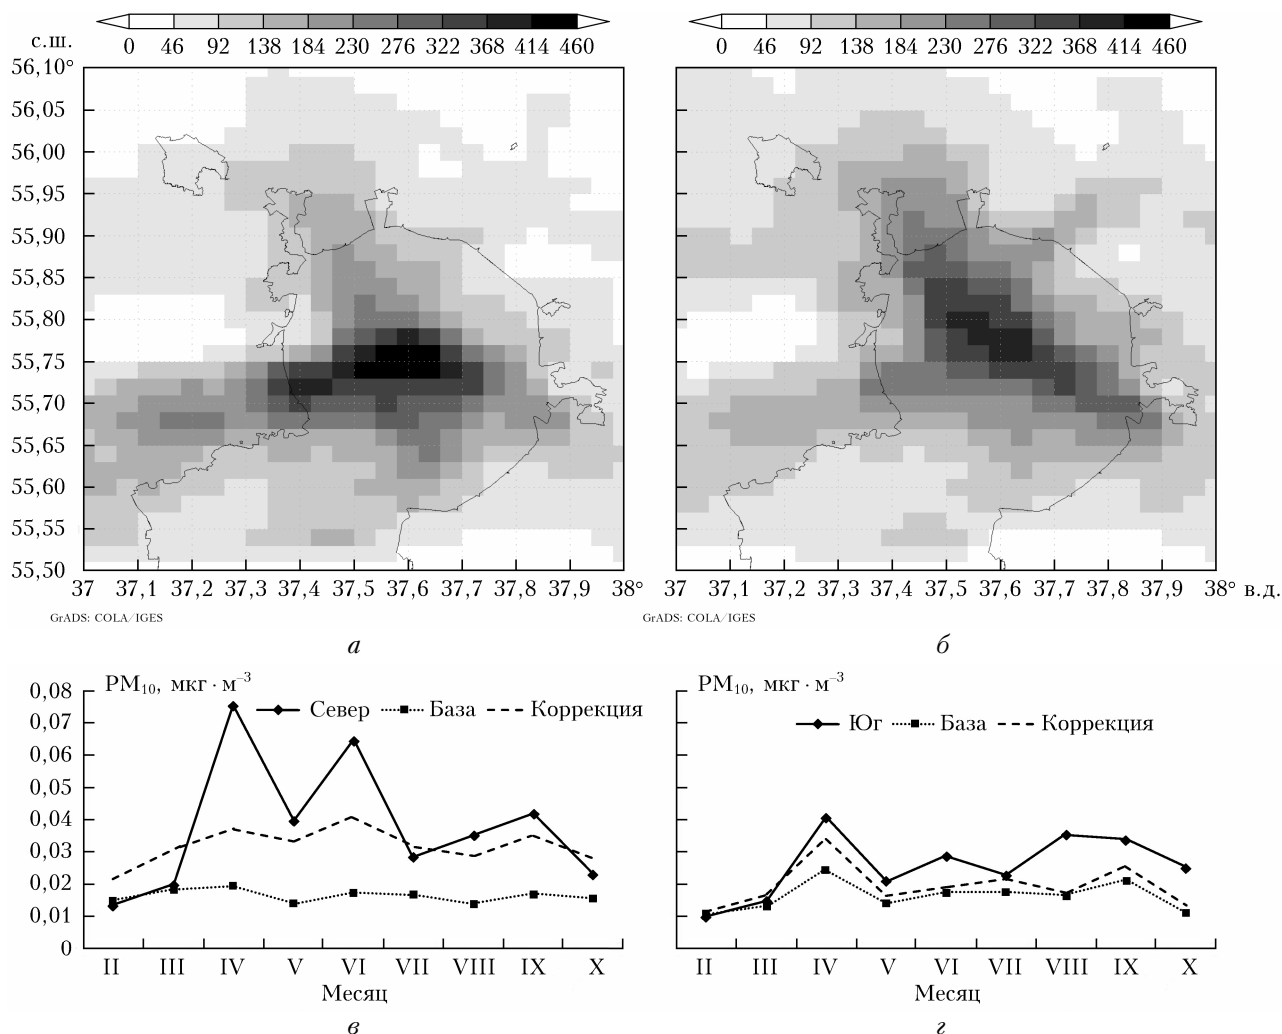 0 46 92 138 184 230 276 322 368 414 460
0 46 92 138 184 230 276 322 368 414 460
с.ш.
56,10°
56,05
56,00
55,95
55,90
55,85
55,80
55,75
55,70
55,65
55,60
55,55
55,50
37 37,1 37,2 37,3 37,4 37,5 37,6 37,7 37,8 37,9 38°
37 37,1 37,2 37,3 37,4 37,5 37,6 37,7 37,8 37,9 38° в.д.
GrADS: COLA/IGES
GrADS: COLA/IGES
а
б
PM₁₀, мкг · м⁻³
Север База Коррекция
0,08
0,07
0,06
0,05
0,04
0,03
0,02
0,01
0
II III IV V VI VII VIII IX X
Месяц
в
PM₁₀, мкг · м⁻³
Юг База Коррекция
II III IV V VI VII VIII IX X
Месяц
г